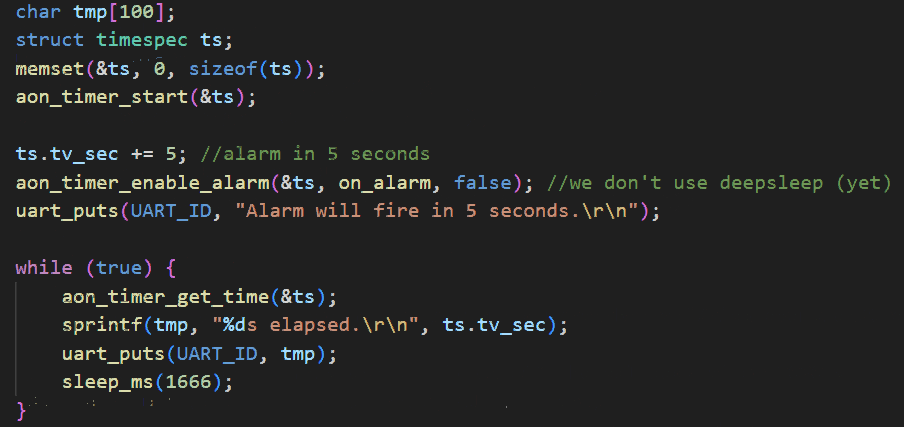 char tmp[100];
struct timespec ts;
memset(&ts, 0, sizeof(ts));
aon_timer_start(&ts);
ts.tv_sec += 5; //alarm in 5 seconds
aon_timer_enable_alarm(&ts, on_alarm, false); //we don't use deepsleep (yet)
uart_puts(UART_ID, "Alarm will fire in 5 seconds.\r\n");
while (true) {
    aon_timer_get_time(&ts);
    sprintf(tmp, "%ds elapsed.\r\n", ts.tv_sec);
    uart_puts(UART_ID, tmp);
    sleep_ms(1666);
}